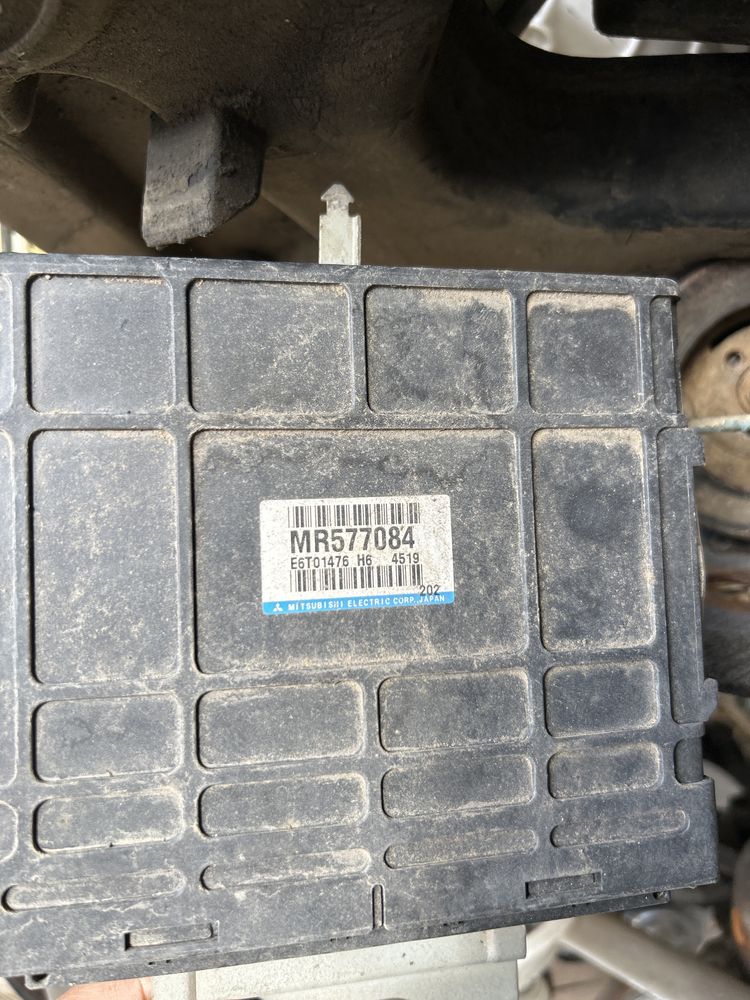 MR577084
E6T01476 H6 4519
202
MITSUBISHI ELECTRIC CORP. JAPAN